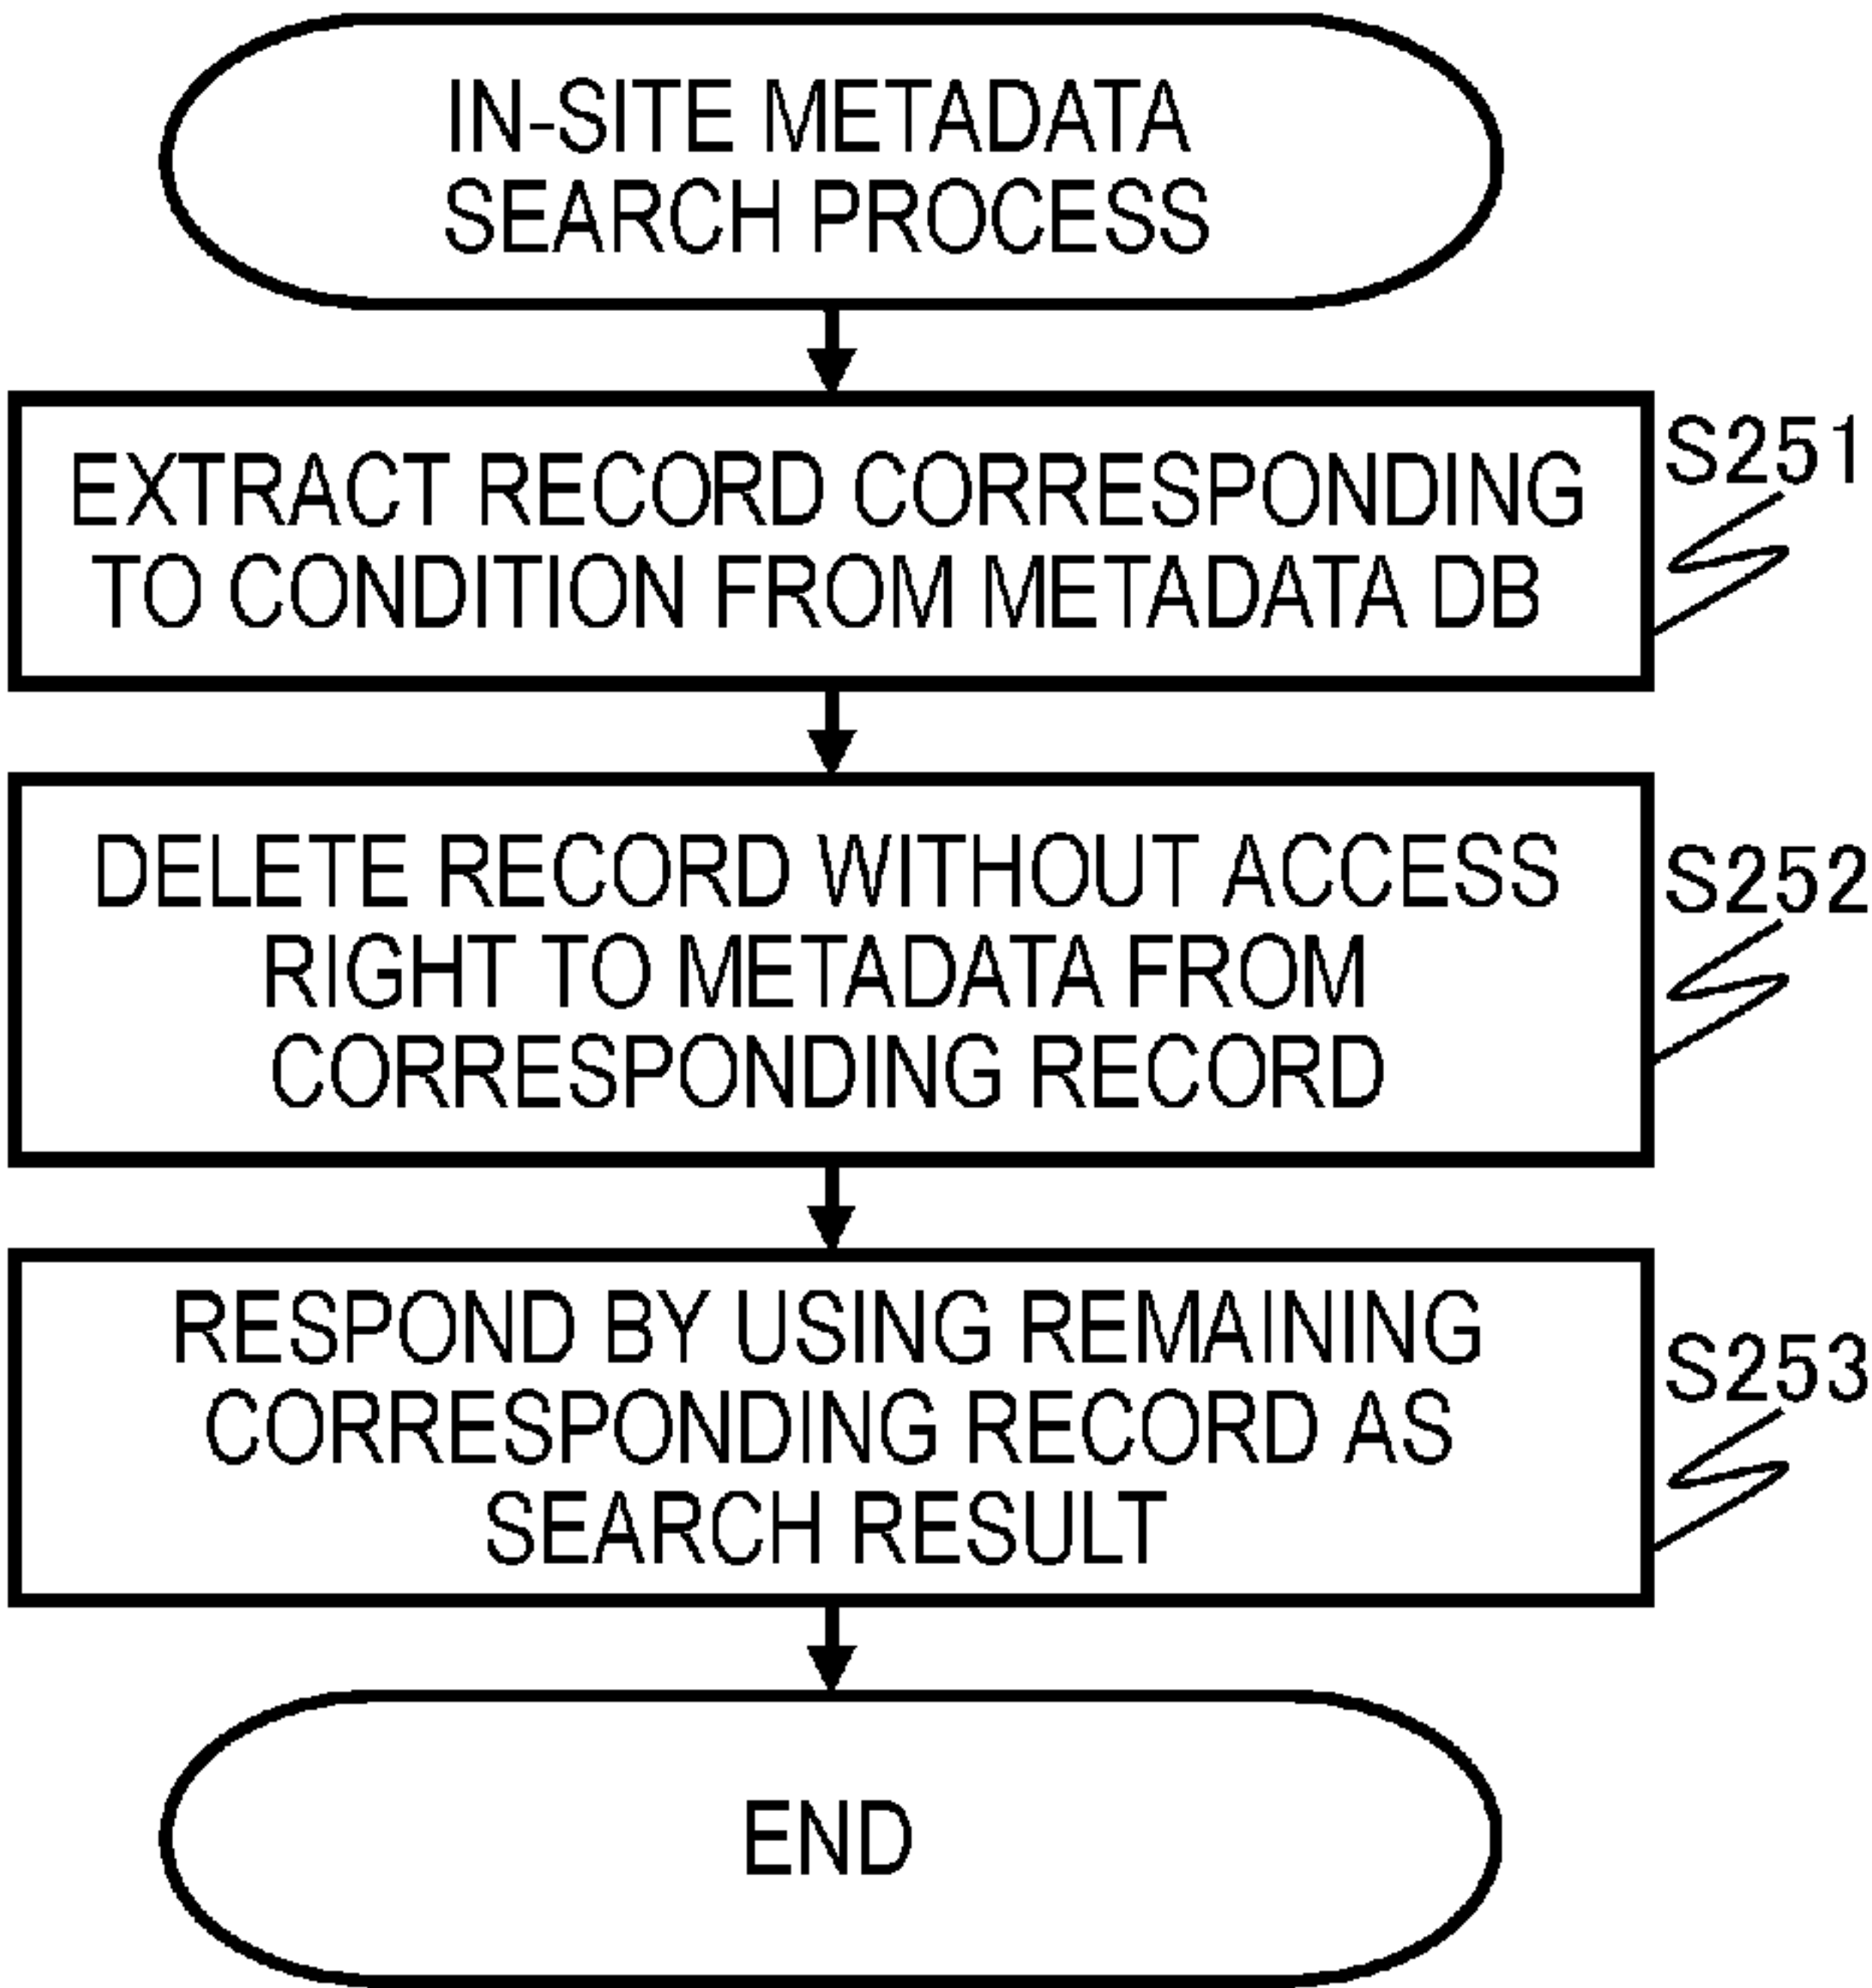 IN-SITE METADATA
SEARCH PROCESS
EXTRACT RECORD CORRESPONDING
TO CONDITION FROM METADATA DB
S251
DELETE RECORD WITHOUT ACCESS
RIGHT TO METADATA FROM
CORRESPONDING RECORD
S252
RESPOND BY USING REMAINING
CORRESPONDING RECORD AS
SEARCH RESULT
S253
END